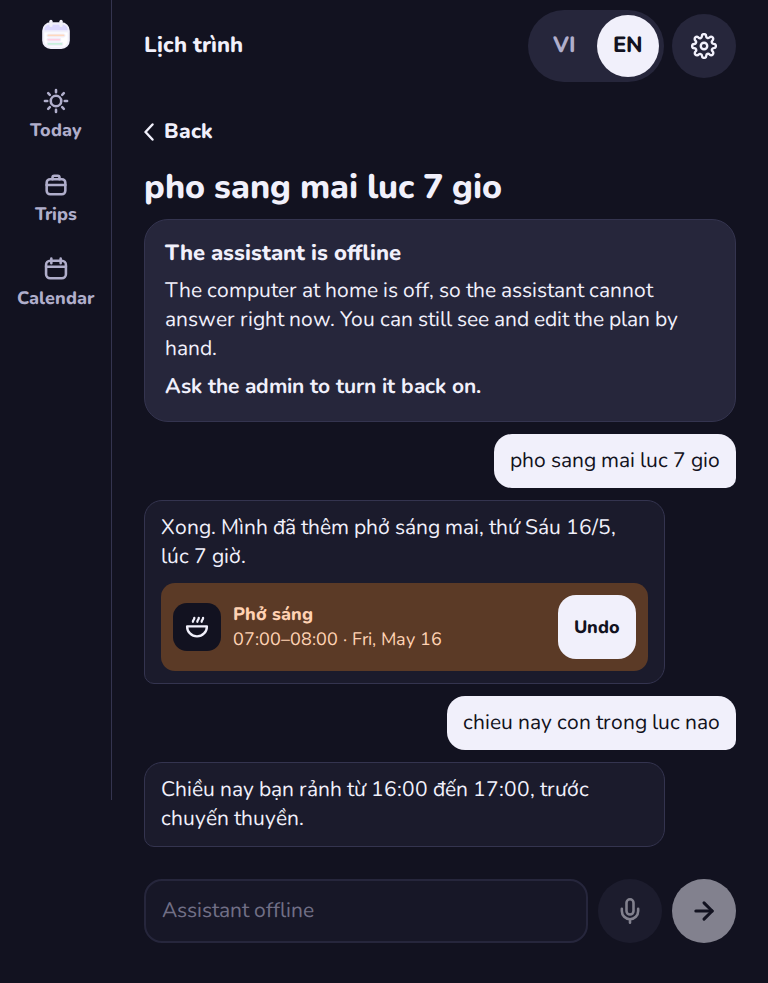 Lịch trình
VI
EN
Today
Trips
Calendar
Back
pho sang mai luc 7 gio
The assistant is offline
The computer at home is off, so the assistant cannot
answer right now. You can still see and edit the plan by
hand.
Ask the admin to turn it back on.
pho sang mai luc 7 gio
Xong. Mình đã thêm phở sáng mai, thứ Sáu 16/5,
lúc 7 giờ.
Phở sáng
07:00–08:00 · Fri, May 16
Undo
chieu nay con trong luc nao
Chiều nay bạn rảnh từ 16:00 đến 17:00, trước
chuyến thuyền.
Assistant offline